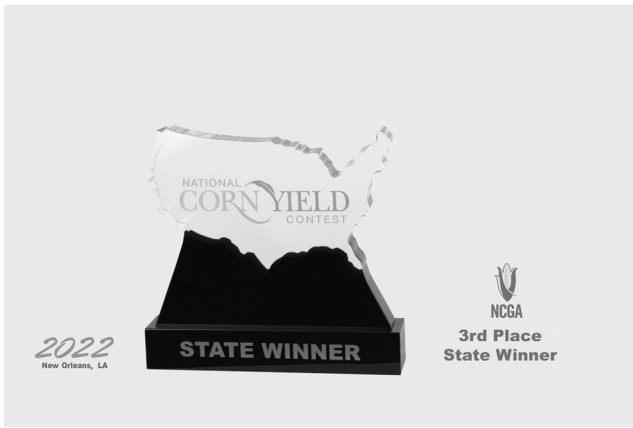 NATIONAL
CORN YIELD
CONTEST
STATE WINNER
2022
New Orleans, LA
NCGA
3rd Place
State Winner